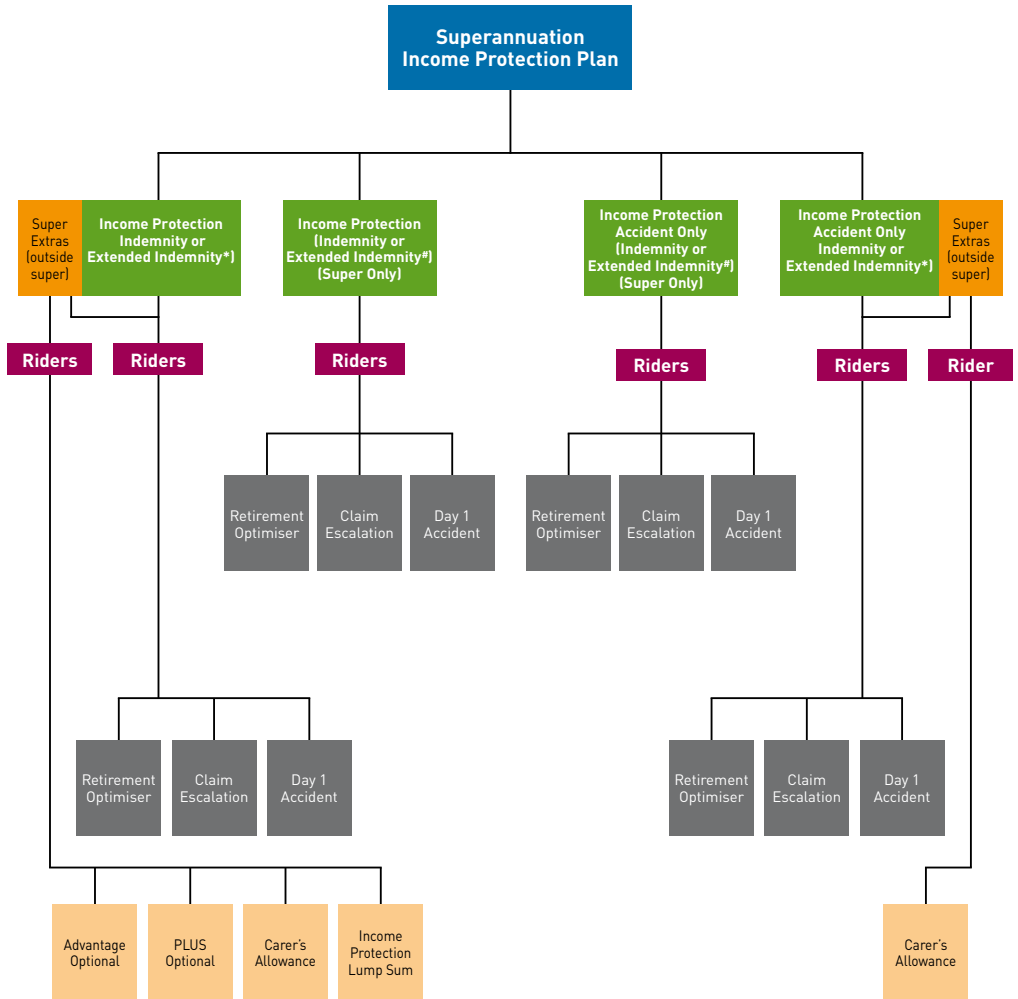 Superannuation
Income Protection Plan
Super
Extras
(outside
super)
Income Protection
Indemnity or
Extended Indemnity*)
Income Protection
(Indemnity or
Extended Indemnity#)
(Super Only)
Income Protection
Accident Only
(Indemnity or
Extended Indemnity#)
(Super Only)
Income Protection
Accident Only
Indemnity or
Extended Indemnity*)
Super
Extras
(outside
super)
Riders
Riders
Riders
Riders
Riders
Rider
Retirement
Optimiser
Claim
Escalation
Day 1
Accident
Retirement
Optimiser
Claim
Escalation
Day 1
Accident
Retirement
Optimiser
Claim
Escalation
Day 1
Accident
Retirement
Optimiser
Claim
Escalation
Day 1
Accident
Advantage
Optional
PLUS
Optional
Carer's
Allowance
Income
Protection
Lump Sum
Carer's
Allowance